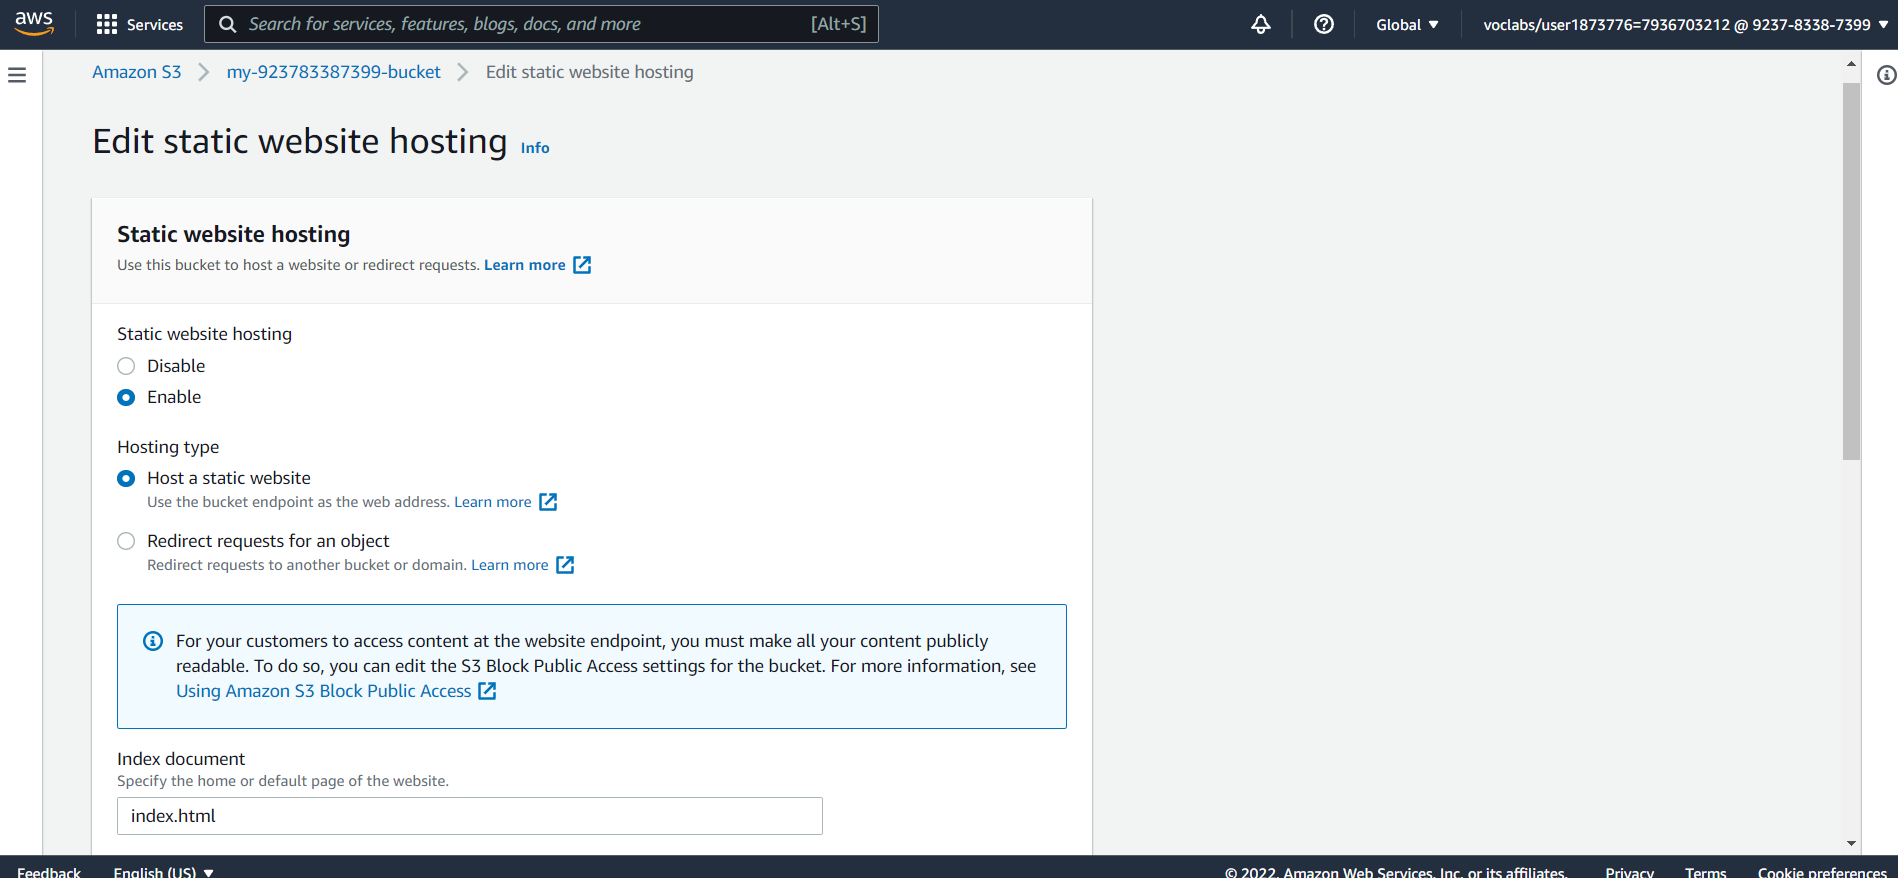 aws Services Search for services, features, blogs, docs, and more [Alt+S] Global voclabs/user1873776=7936703212 @ 9237-8338-7399
Amazon S3 my-923783387399-bucket Edit static website hosting
Edit static website hosting Info
Static website hosting
Use this bucket to host a website or redirect requests. Learn more
Static website hosting
Disable
Enable
Hosting type
Host a static website
Use the bucket endpoint as the web address. Learn more
Redirect requests for an object
Redirect requests to another bucket or domain. Learn more
For your customers to access content at the website endpoint, you must make all your content publicly
readable. To do so, you can edit the S3 Block Public Access settings for the bucket. For more information, see
Using Amazon S3 Block Public Access
Index document
Specify the home or default page of the website.
index.html
Feedback English (US) © 2022, Amazon Web Services, Inc. or its affiliates. Privacy Terms Cookie preferences